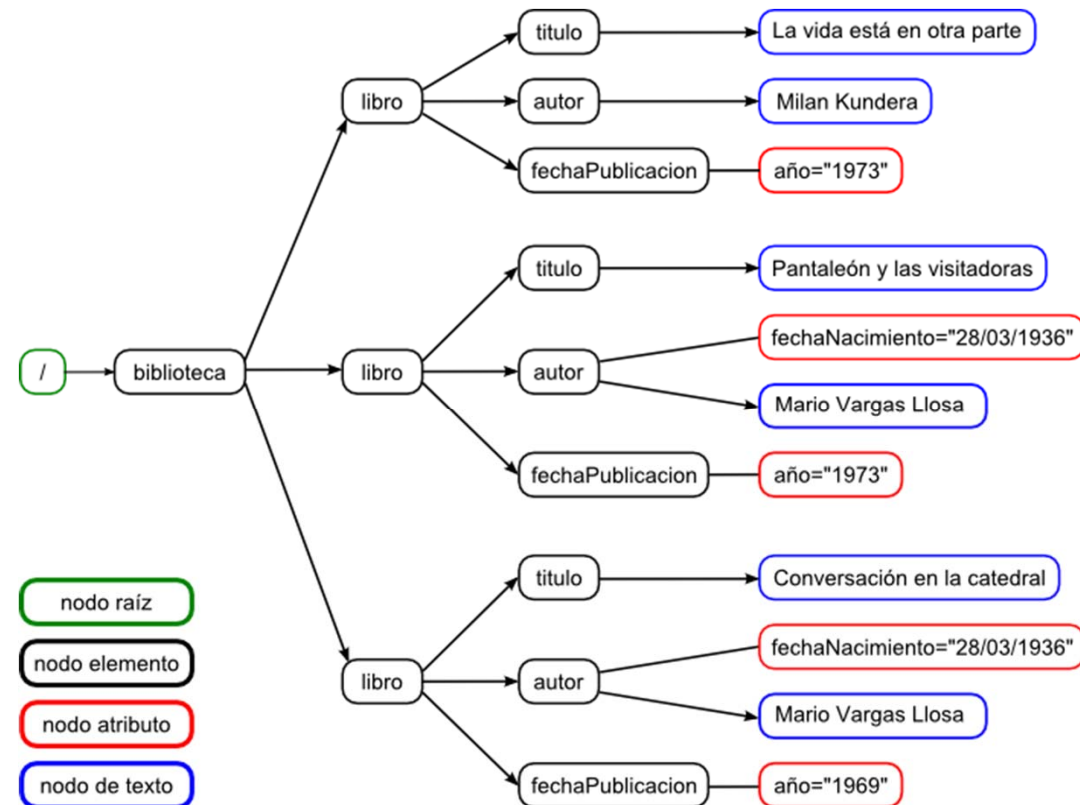 titulo
La vida está en otra parte
libro
autor
Milan Kundera
fechaPublicacion
año="1973"
titulo
Pantaleón y las visitadoras
fechaNacimiento="28/03/1936"
/
biblioteca
libro
autor
Mario Vargas Llosa
fechaPublicacion
año="1973"
titulo
Conversación en la catedral
fechaNacimiento="28/03/1936"
libro
autor
Mario Vargas Llosa
fechaPublicacion
año="1969"
nodo raíz
nodo elemento
nodo atributo
nodo de texto